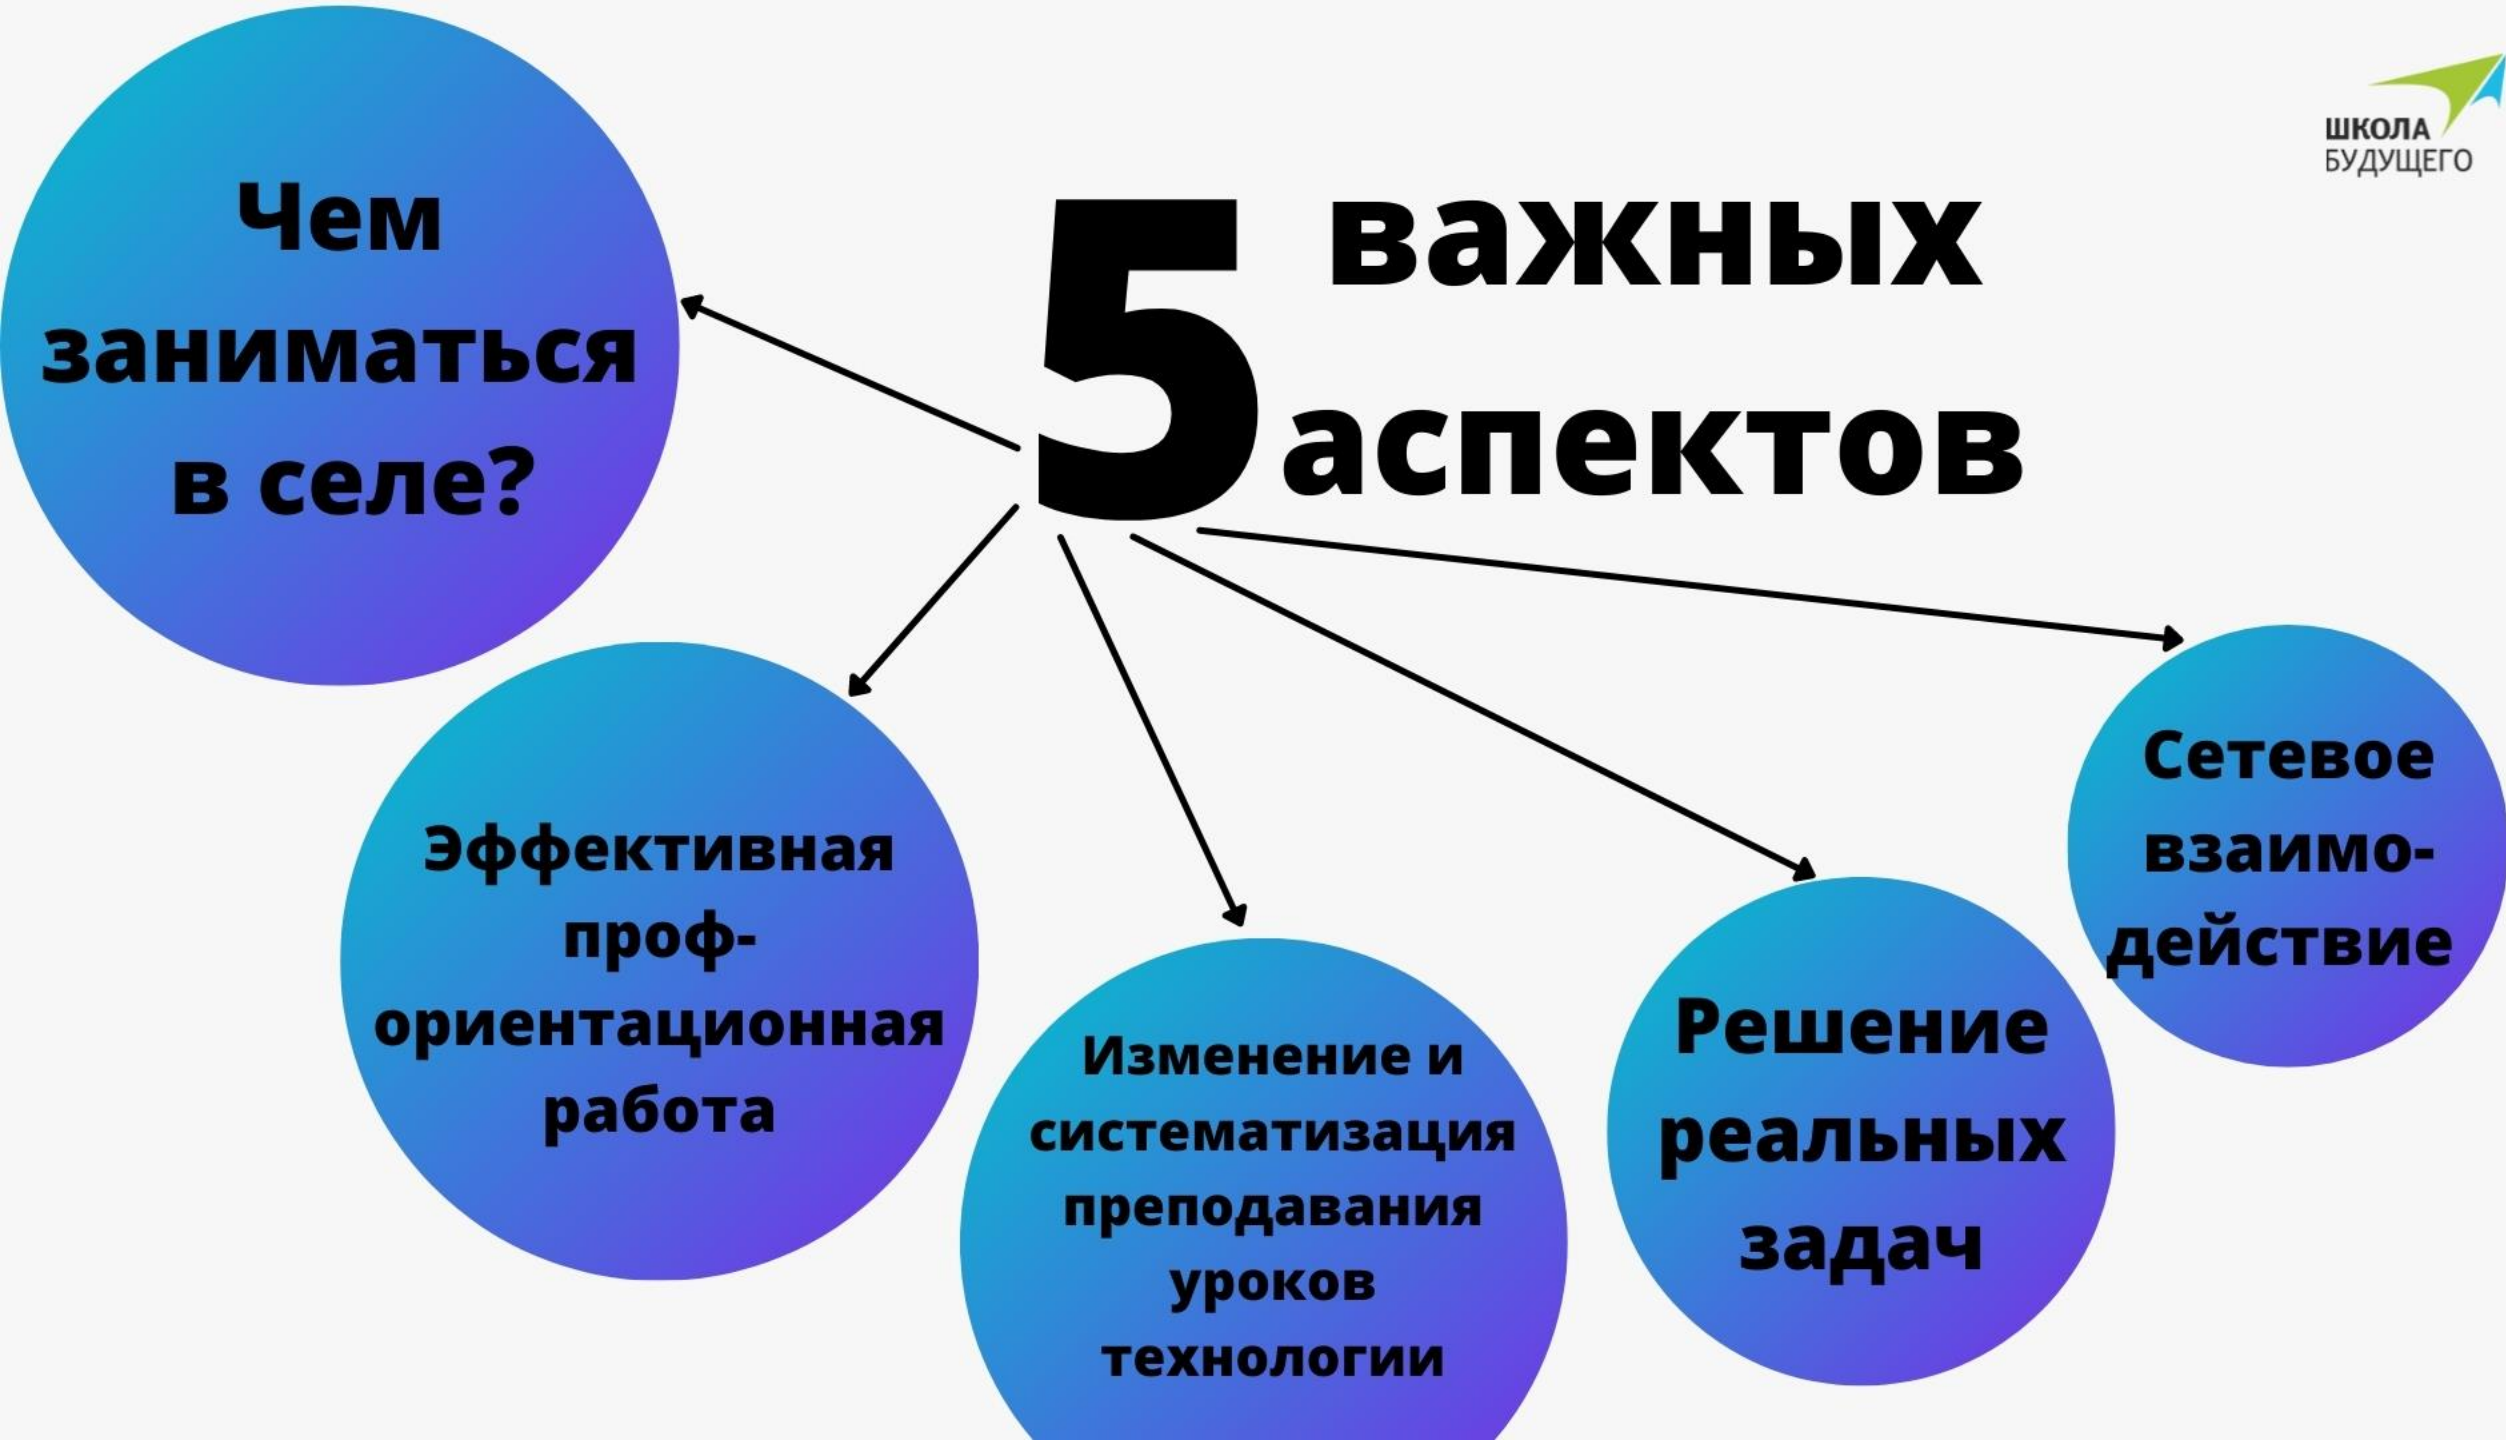 Чем
заниматься
в селе?
5 важных
аспектов
ШКОЛА
БУДУЩЕГО
Эффективная
проф-
ориентационная
работа
Изменение и
систематизация
преподавания
уроков
технологии
Решение
реальных
задач
Сетевое
взаимо-
действие